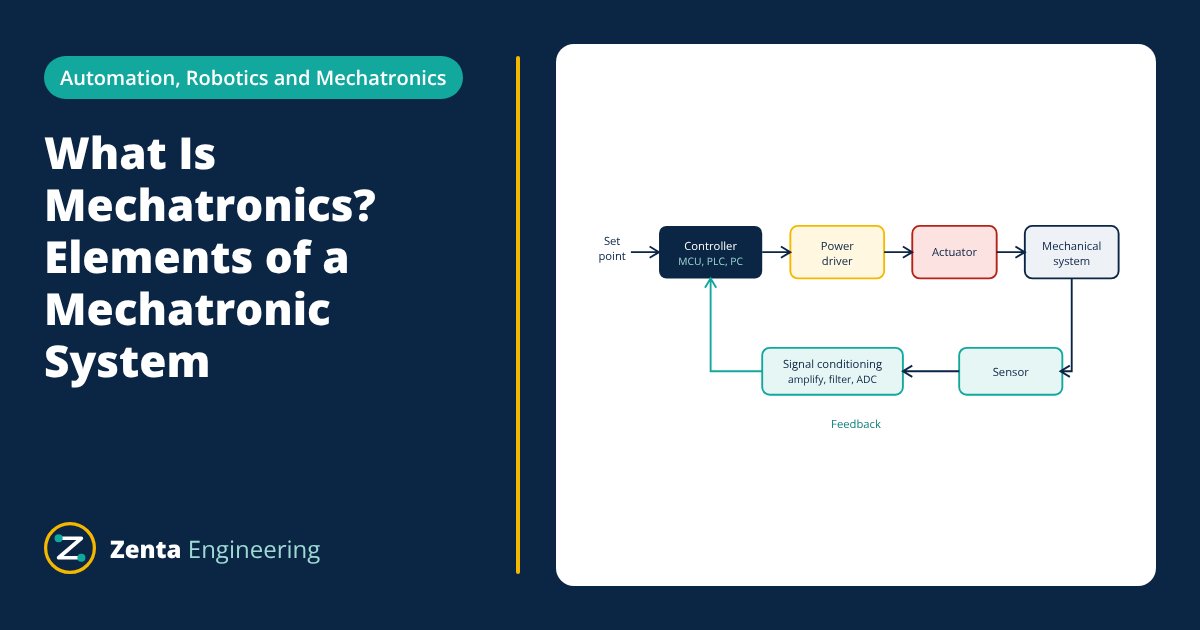 Automation, Robotics and Mechatronics
What Is
Mechatronics?
Elements of a
Mechatronic
System
Zenta Engineering
Set
point
Controller
MCU, PLC, PC
Power
driver
Actuator
Mechanical
system
Signal conditioning
amplify, filter, ADC
Sensor
Feedback